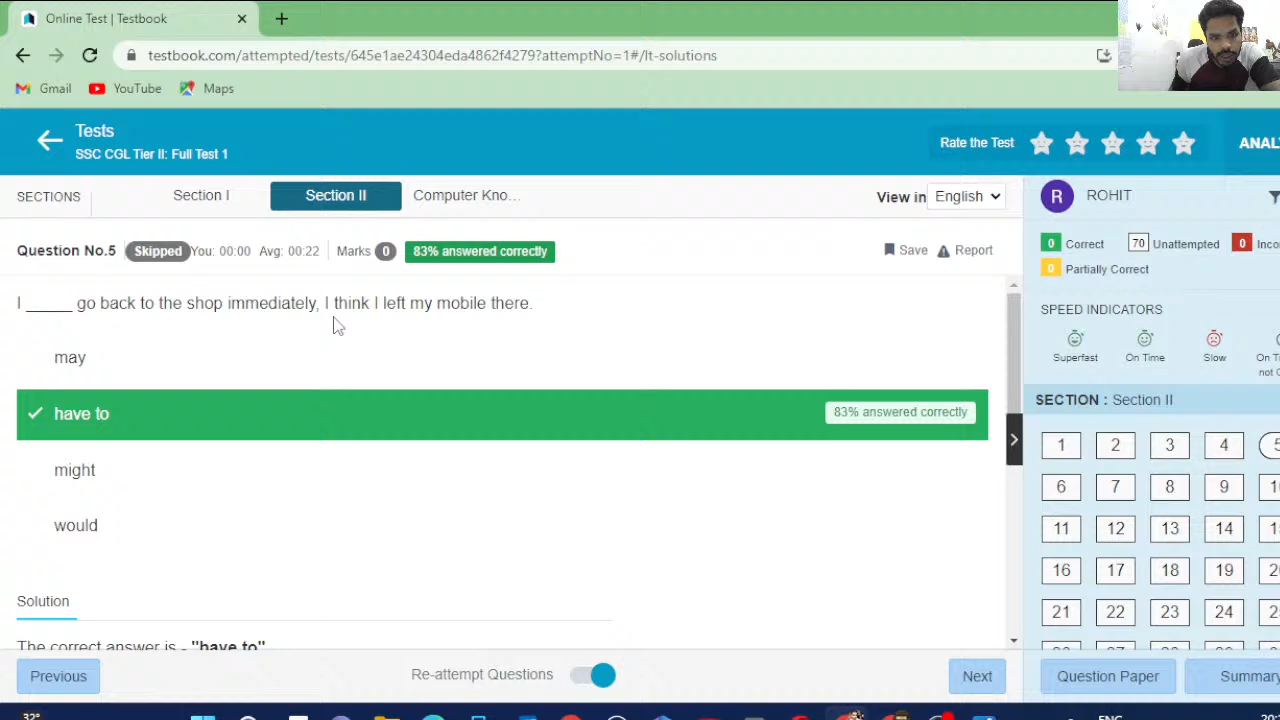 Online Test | Testbook
testbook.com/attempted/tests/645e1ae24304eda4862f4279?attemptNo=1#/lt-solutions
Gmail YouTube Maps
Tests
SSC CGL Tier II: Full Test 1
Rate the Test
SECTIONS Section I Section II Computer Kno... View in English
Question No.5 Skipped You: 00:00 Avg: 00:22 Marks 0 83% answered correctly Save Report
I _____ go back to the shop immediately, I think I left my mobile there.
may
have to 83% answered correctly
might
would
Solution
The correct answer is - "have to"
Previous Re-attempt Questions Next
R ROHIT
0 Correct 70 Unattempted 0
0 Partially Correct
SPEED INDICATORS
Superfast On Time Slow
SECTION : Section II
1 2 3 4 5
6 7 8 9
11 12 13 14
16 17 18 19
21 22 23 24
Question Paper Summary
32° ENG